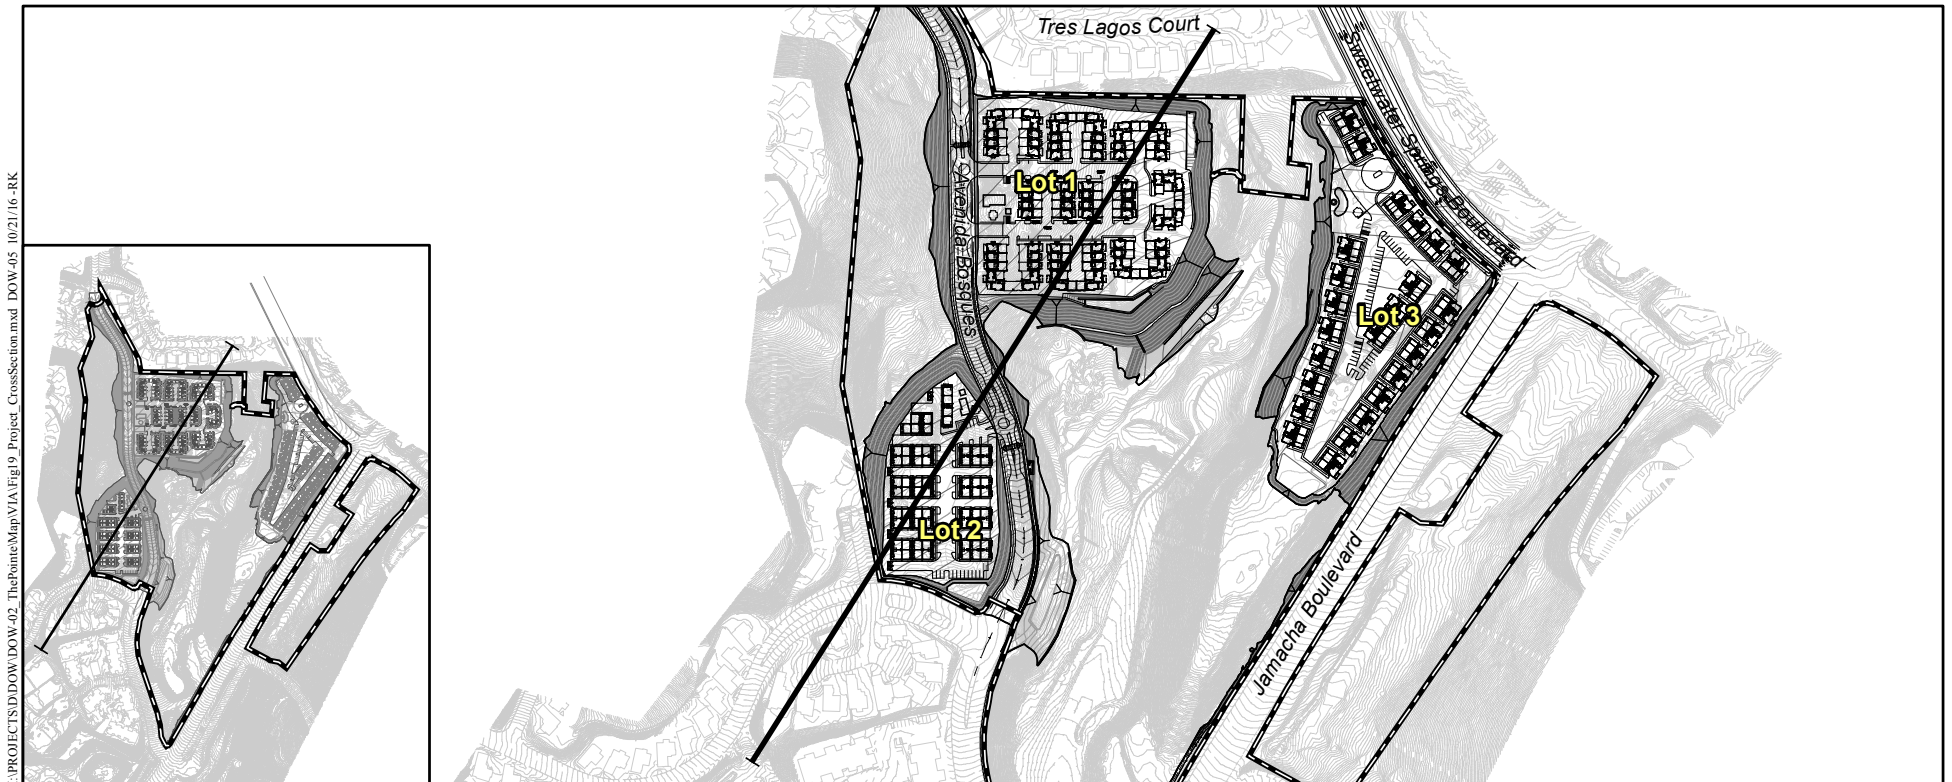 Tres Lagos Court
Sweetwater Springs Boulevard
Lot 1
Avenida Bosques
Lot 3
Lot 2
Jamacha Boulevard
:\PROJECTS\D\DOW\DOW-02_ThePointe\Map\VIA\Fig19_Project_CrossSection.mxd DOW-05 10/21/16 -RK